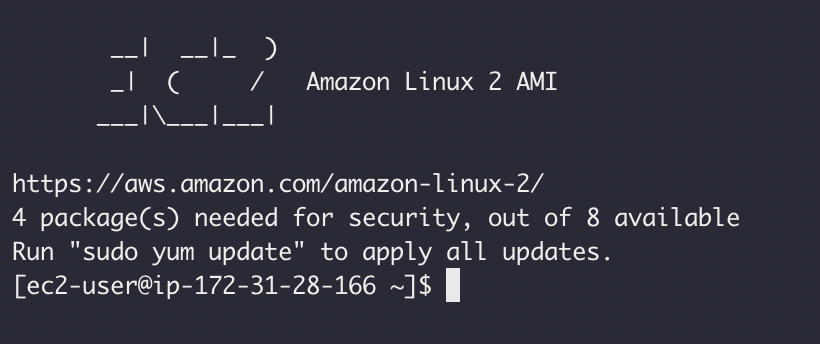 __|  __|_  )
       _|  (     /   Amazon Linux 2 AMI
      ___|\___|___|
https://aws.amazon.com/amazon-linux-2/
4 package(s) needed for security, out of 8 available
Run "sudo yum update" to apply all updates.
[ec2-user@ip-172-31-28-166 ~]$